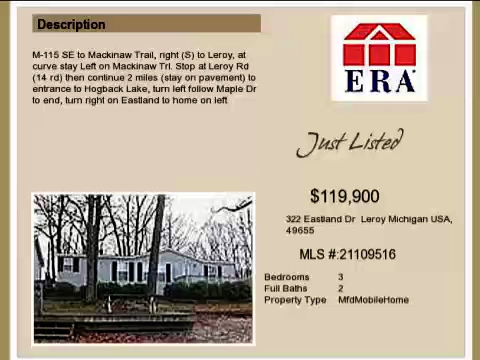 Description
M-115 SE to Mackinaw Trail, right (S) to Leroy, at
curve stay Left on Mackinaw Trl. Stop at Leroy Rd
(14 rd) then continue 2 miles (stay on pavement) to
entrance to Hogback Lake, turn left follow Maple Dr
to end, turn right on Eastland to home on left
ERA
Just Listed
$119,900
322 Eastland Dr Leroy Michigan USA,
49655
MLS #:21109516
Bedrooms 3
Full Baths 2
Property Type MfdMobileHome